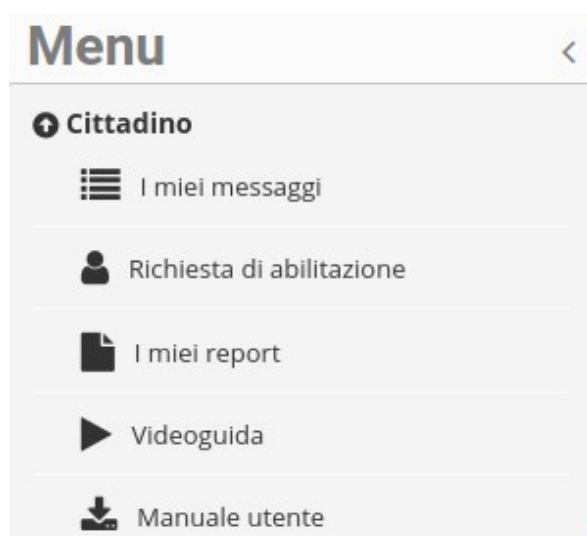 Menu
Cittadino
I miei messaggi
Richiesta di abilitazione
I miei report
Videoguida
Manuale utente